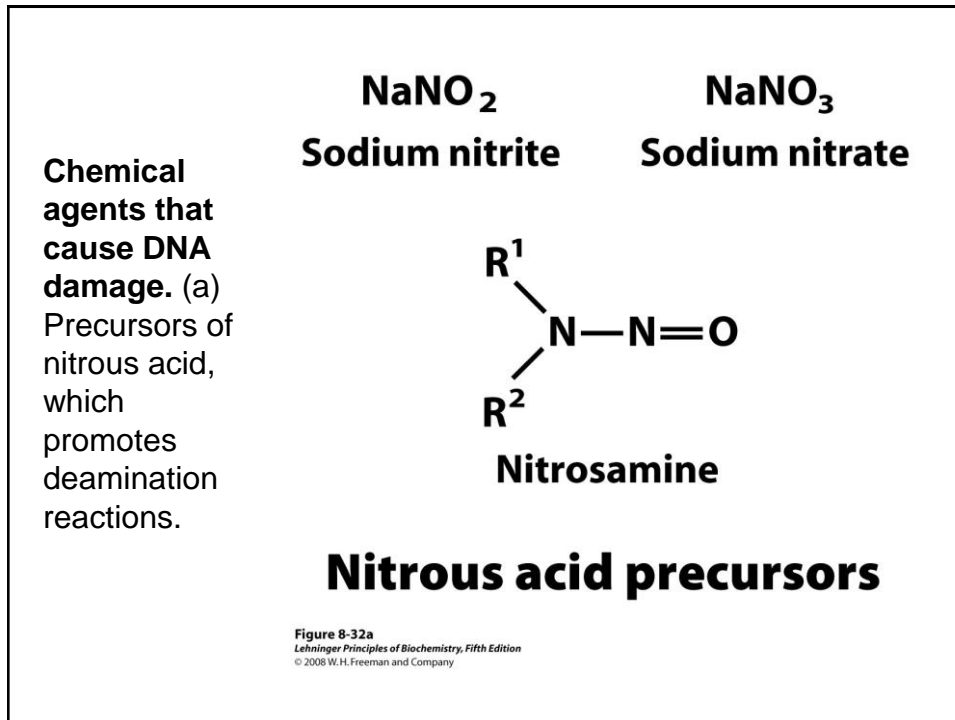 NaNO₂
NaNO₃
Sodium nitrite
Sodium nitrate
Chemical
agents that
cause DNA
damage. (a)
Precursors of
nitrous acid,
which
promotes
deamination
reactions.
R¹
N—N=O
R²
Nitrosamine
Nitrous acid precursors
Figure 8-32a
Lehninger Principles of Biochemistry, Fifth Edition
© 2008 W. H. Freeman and Company